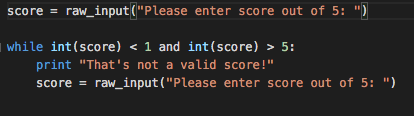 score = raw_input("Please enter score out of 5: ")
while int(score) < 1 and int(score) > 5:
    print "That's not a valid score!"
    score = raw_input("Please enter score out of 5: ")